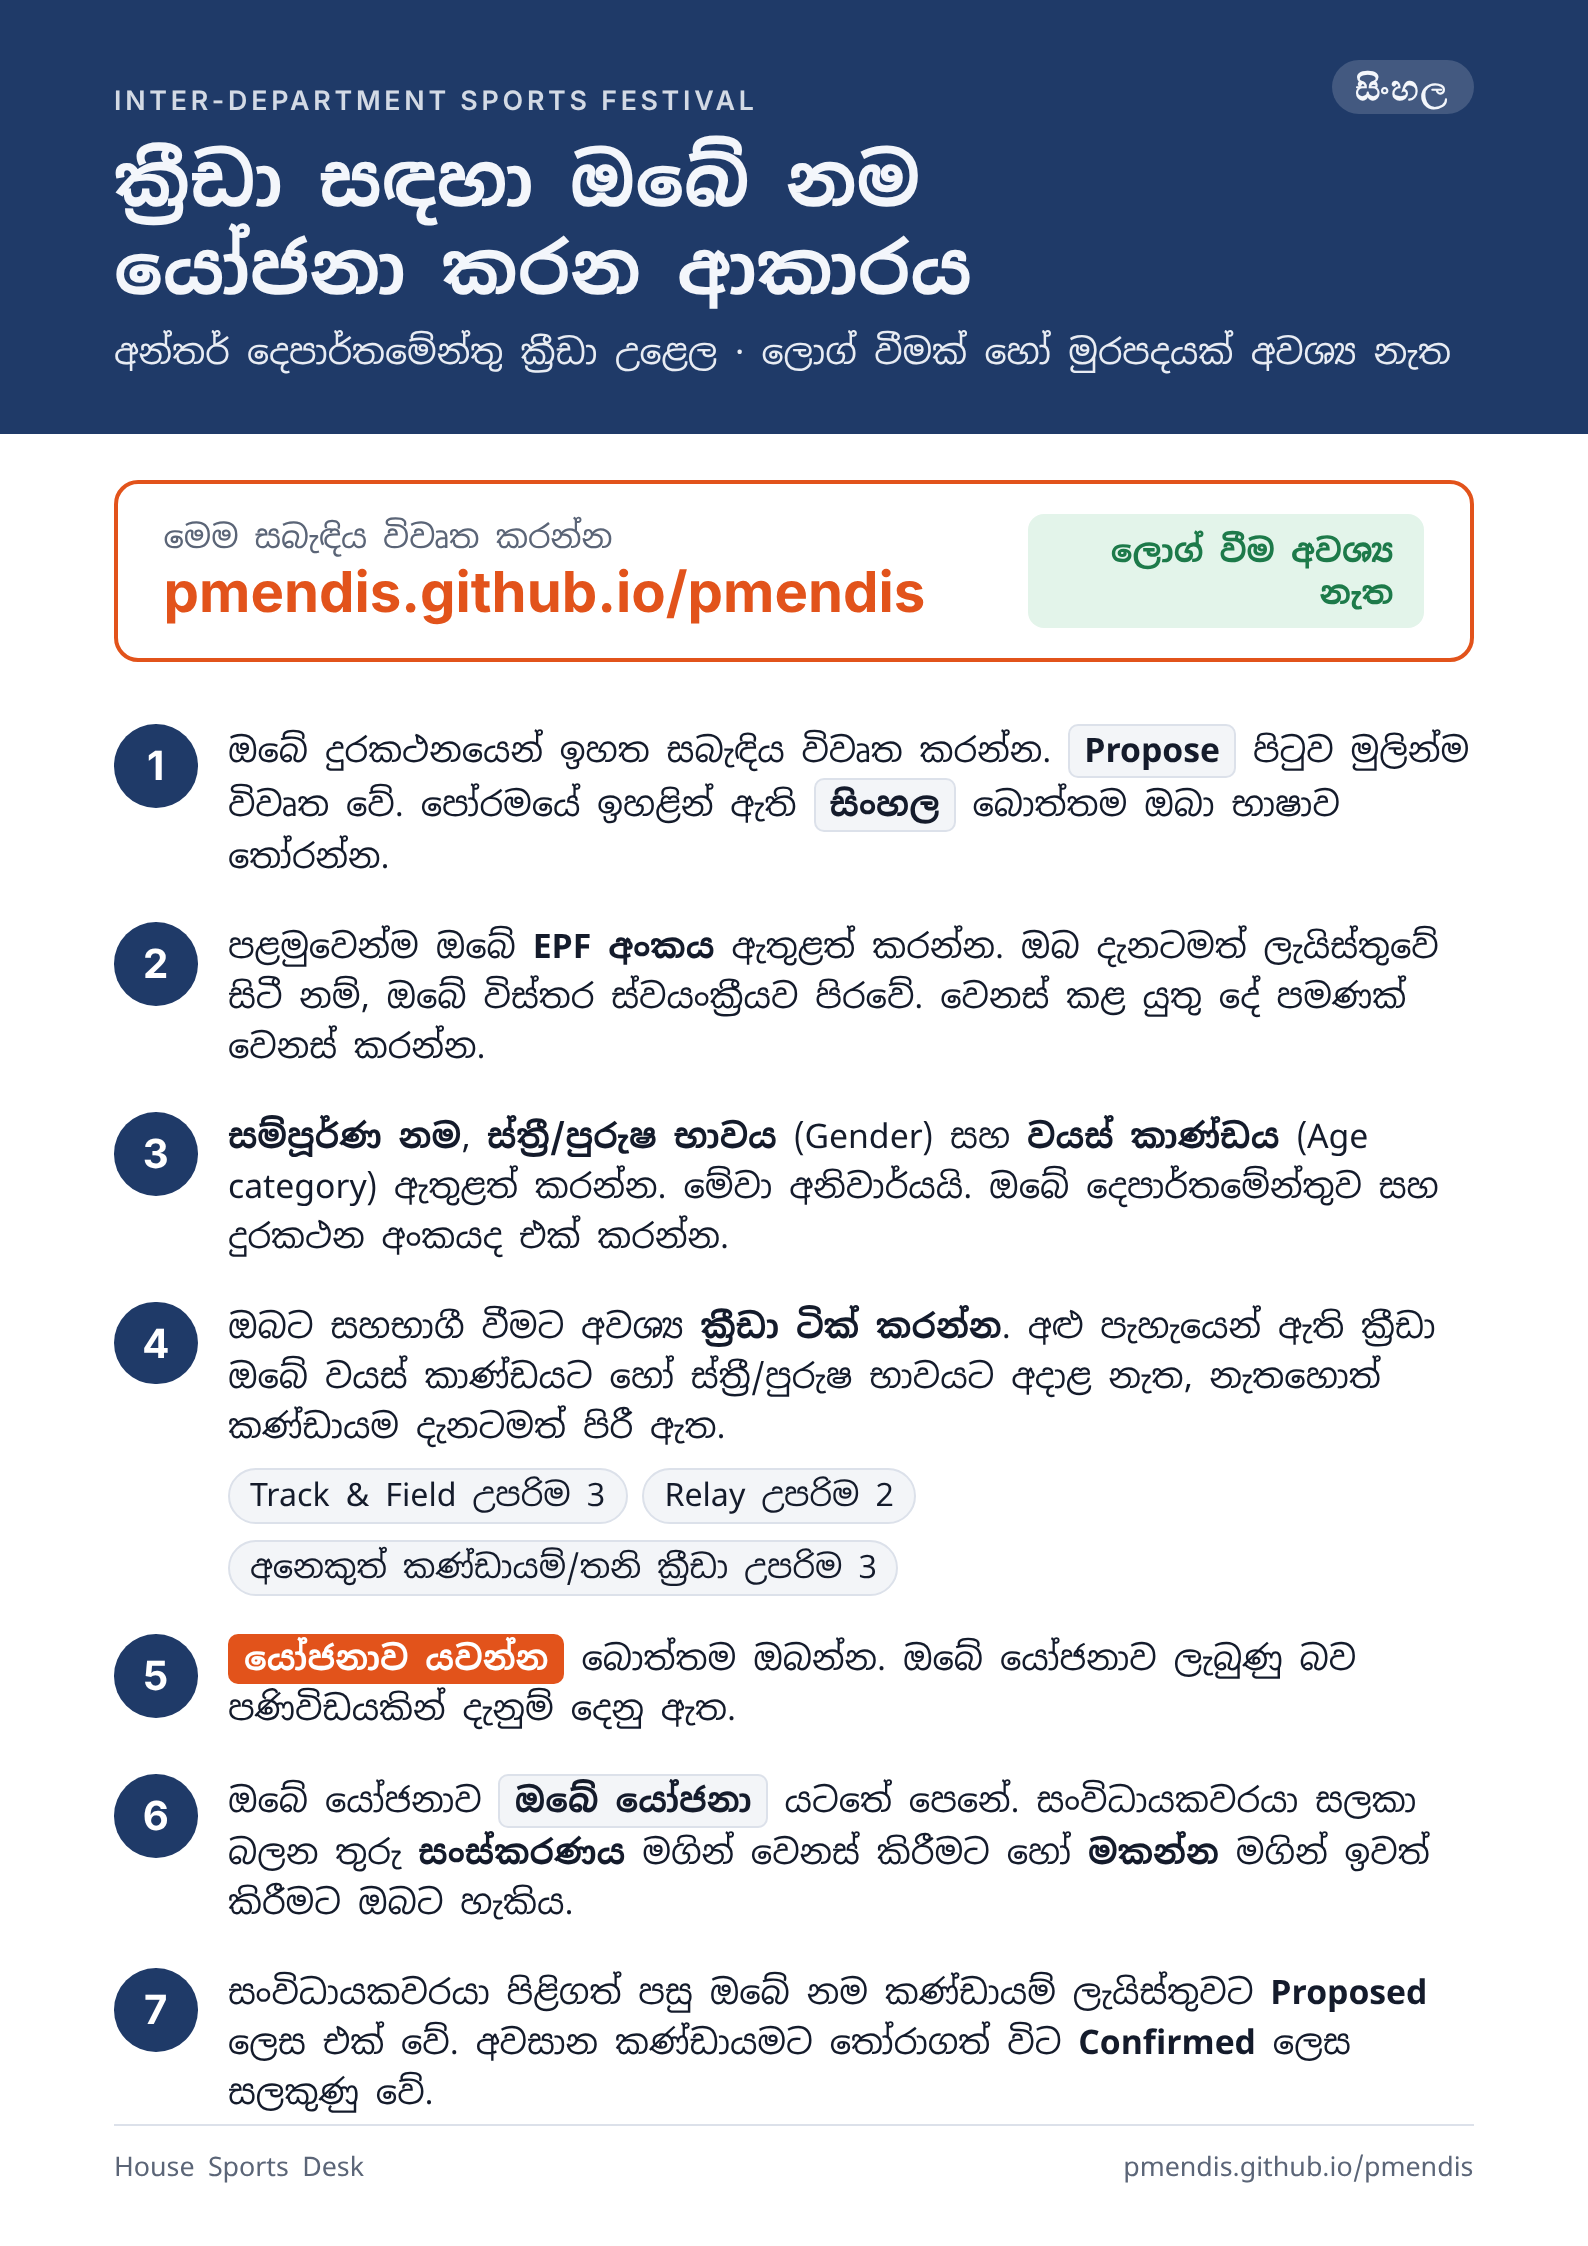 INTER-DEPARTMENT SPORTS FESTIVAL
සිංහල
ක්‍රීඩා සඳහා ඔබේ නම
යෝජනා කරන ආකාරය
අන්තර් දෙපාර්තමේන්තු ක්‍රීඩා උළෙල · ලොග් වීමක් හෝ මුරපදයක් අවශ්‍ය නැත
මෙම සබැඳිය විවෘත කරන්න
pmendis.github.io/pmendis
ලොග් වීම අවශ්‍ය
නැත
1 ඔබේ දුරකථනයෙන් ඉහත සබැඳිය විවෘත කරන්න. Propose පිටුව මුලින්ම
විවෘත වේ. පෝරමයේ ඉහළින් ඇති සිංහල බොත්තම ඔබා භාෂාව
තෝරන්න.
2 පළමුවෙන්ම ඔබේ EPF අංකය ඇතුළත් කරන්න. ඔබ දැනටමත් ලැයිස්තුවේ
සිටී නම්, ඔබේ විස්තර ස්වයංක්‍රීයව පිරවේ. වෙනස් කළ යුතු දේ පමණක්
වෙනස් කරන්න.
3 සම්පූර්ණ නම, ස්ත්‍රී/පුරුෂ භාවය (Gender) සහ වයස් කාණ්ඩය (Age
category) ඇතුළත් කරන්න. මේවා අනිවාර්යයි. ඔබේ දෙපාර්තමේන්තුව සහ
දුරකථන අංකයද එක් කරන්න.
4 ඔබට සහභාගී වීමට අවශ්‍ය ක්‍රීඩා ටික් කරන්න. අළු පැහැයෙන් ඇති ක්‍රීඩා
ඔබේ වයස් කාණ්ඩයට හෝ ස්ත්‍රී/පුරුෂ භාවයට අදාළ නැත, නැතහොත්
කණ්ඩායම දැනටමත් පිරී ඇත.
Track & Field උපරිම 3 Relay උපරිම 2
අනෙකුත් කණ්ඩායම්/තනි ක්‍රීඩා උපරිම 3
5 යෝජනාව යවන්න බොත්තම ඔබන්න. ඔබේ යෝජනාව ලැබුණු බව
පණිවිඩයකින් දැනුම් දෙනු ඇත.
6 ඔබේ යෝජනාව ඔබේ යෝජනා යටතේ පෙනේ. සංවිධායකවරයා සලකා
බලන තුරු සංස්කරණය මගින් වෙනස් කිරීමට හෝ මකන්න මගින් ඉවත්
කිරීමට ඔබට හැකිය.
7 සංවිධායකවරයා පිළිගත් පසු ඔබේ නම කණ්ඩායම් ලැයිස්තුවට Proposed
ලෙස එක් වේ. අවසාන කණ්ඩායමට තෝරාගත් විට Confirmed ලෙස
සලකුණු වේ.
House Sports Desk
pmendis.github.io/pmendis